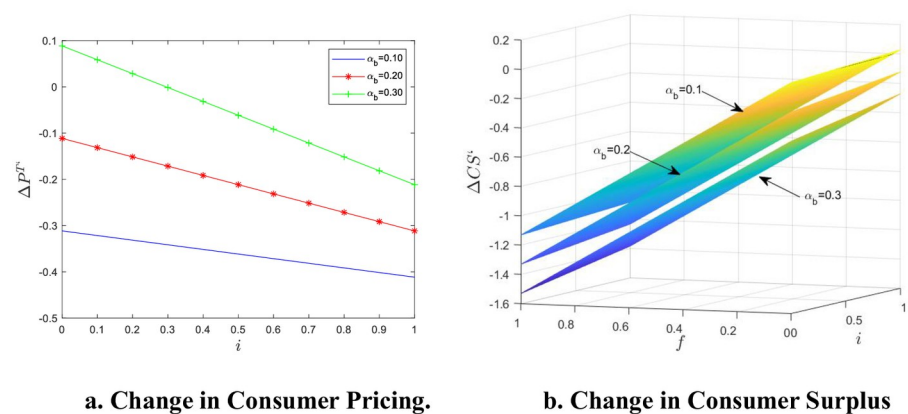 0.1
0
-0.1
-0.2
-0.3
-0.4
-0.5
ΔP^{T*}
0 0.1 0.2 0.3 0.4 0.5 0.6 0.7 0.8 0.9 1
i
α_b=0.10
α_b=0.20
α_b=0.30
0.2
0
-0.2
-0.4
-0.6
-0.8
-1
-1.2
-1.4
-1.6
ΔCS*
α_b=0.1
α_b=0.2
α_b=0.3
1 0.8 0.6 0.4 0.2 00 0.5 1
f i
a. Change in Consumer Pricing. b. Change in Consumer Surplus